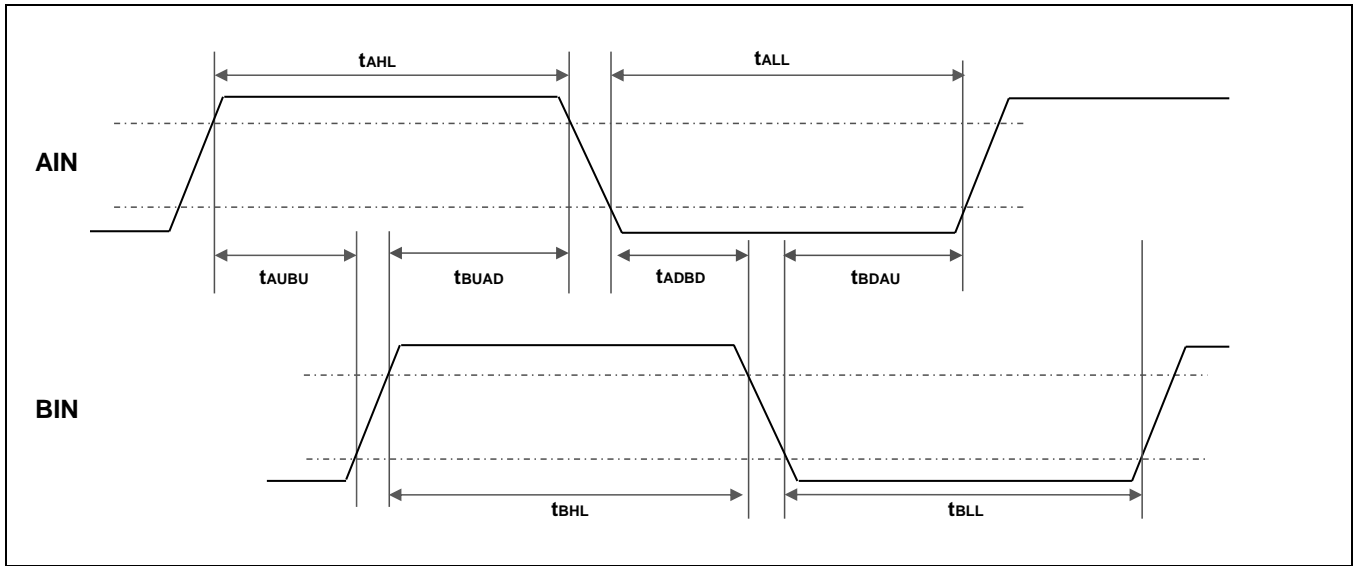 tAHL
tALL
AIN
tAUBU
tBUAD
tADBD
tBDAU
BIN
tBHL
tBLL